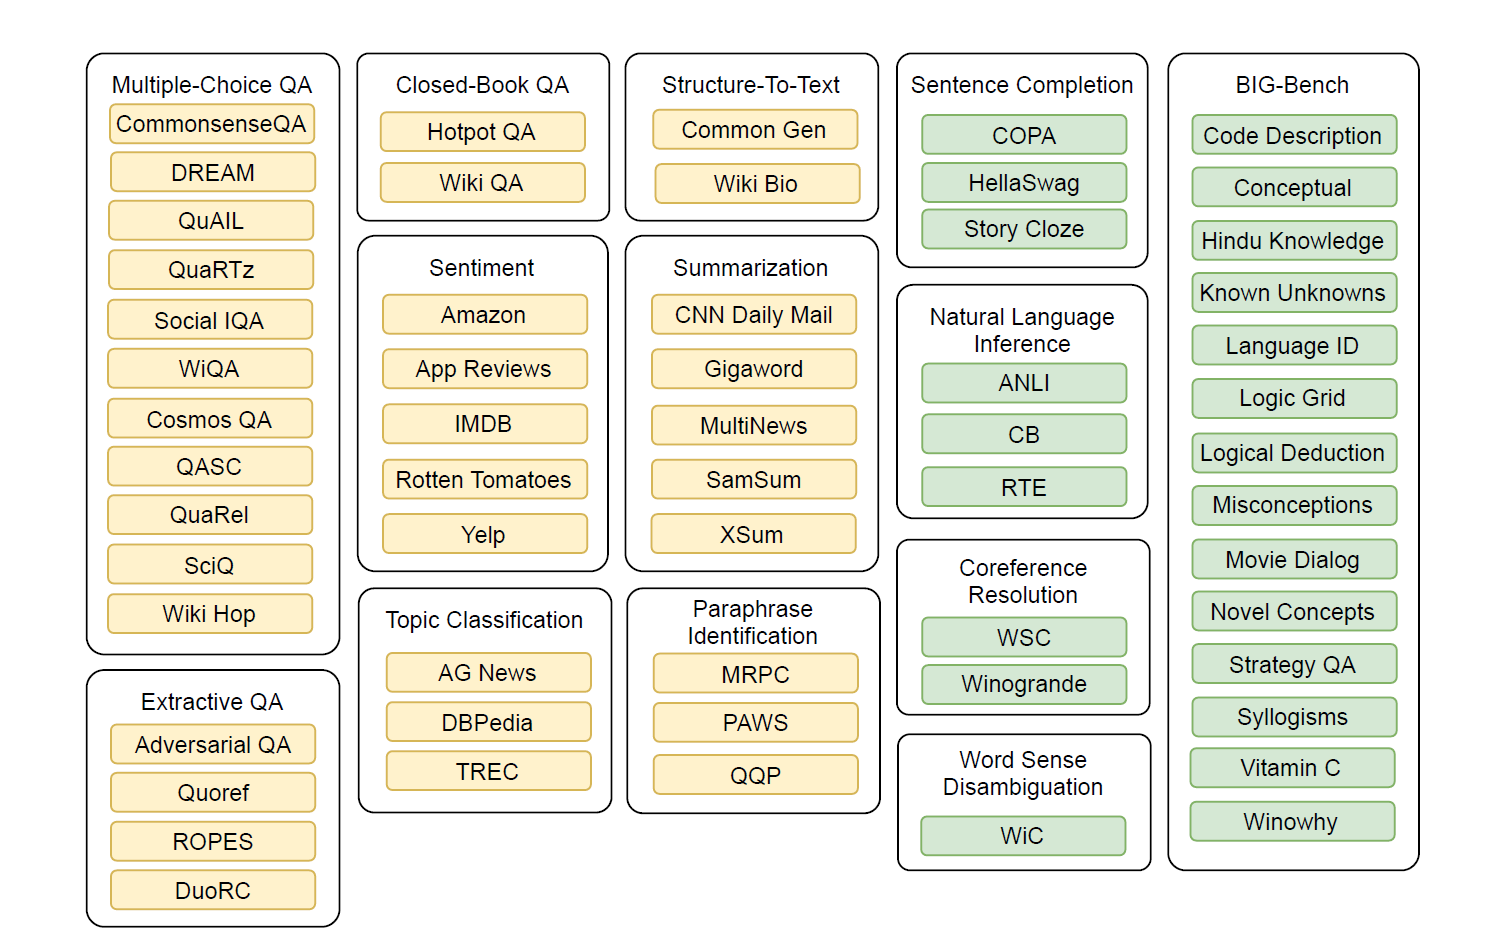 Multiple-Choice QA
CommonsenseQA
DREAM
QuAIL
QuaRTz
Social IQA
WiQA
Cosmos QA
QASC
QuaRel
SciQ
Wiki Hop
Extractive QA
Adversarial QA
Quoref
ROPES
DuoRC
Closed-Book QA
Hotpot QA
Wiki QA
Sentiment
Amazon
App Reviews
IMDB
Rotten Tomatoes
Yelp
Topic Classification
AG News
DBPedia
TREC
Structure-To-Text
Common Gen
Wiki Bio
Summarization
CNN Daily Mail
Gigaword
MultiNews
SamSum
XSum
Paraphrase
Identification
MRPC
PAWS
QQP
Sentence Completion
COPA
HellaSwag
Story Cloze
Natural Language
Inference
ANLI
CB
RTE
Coreference
Resolution
WSC
Winogrande
Word Sense
Disambiguation
WiC
BIG-Bench
Code Description
Conceptual
Hindu Knowledge
Known Unknowns
Language ID
Logic Grid
Logical Deduction
Misconceptions
Movie Dialog
Novel Concepts
Strategy QA
Syllogisms
Vitamin C
Winowhy